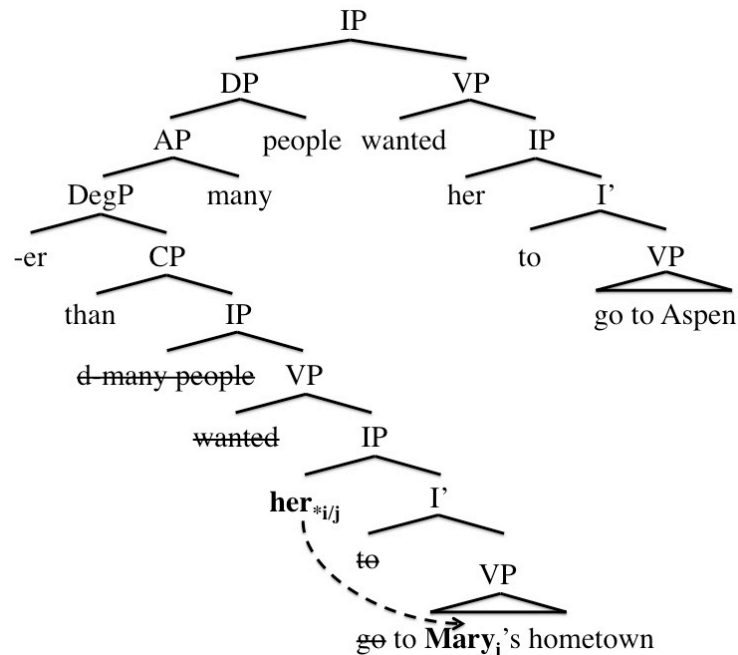 IP
DP VP
AP people wanted IP
DegP many her I’
-er CP to VP
than IP go to Aspen
d-many people VP
wanted IP
her*i/j I’
to
VP
go to Maryi’s hometown